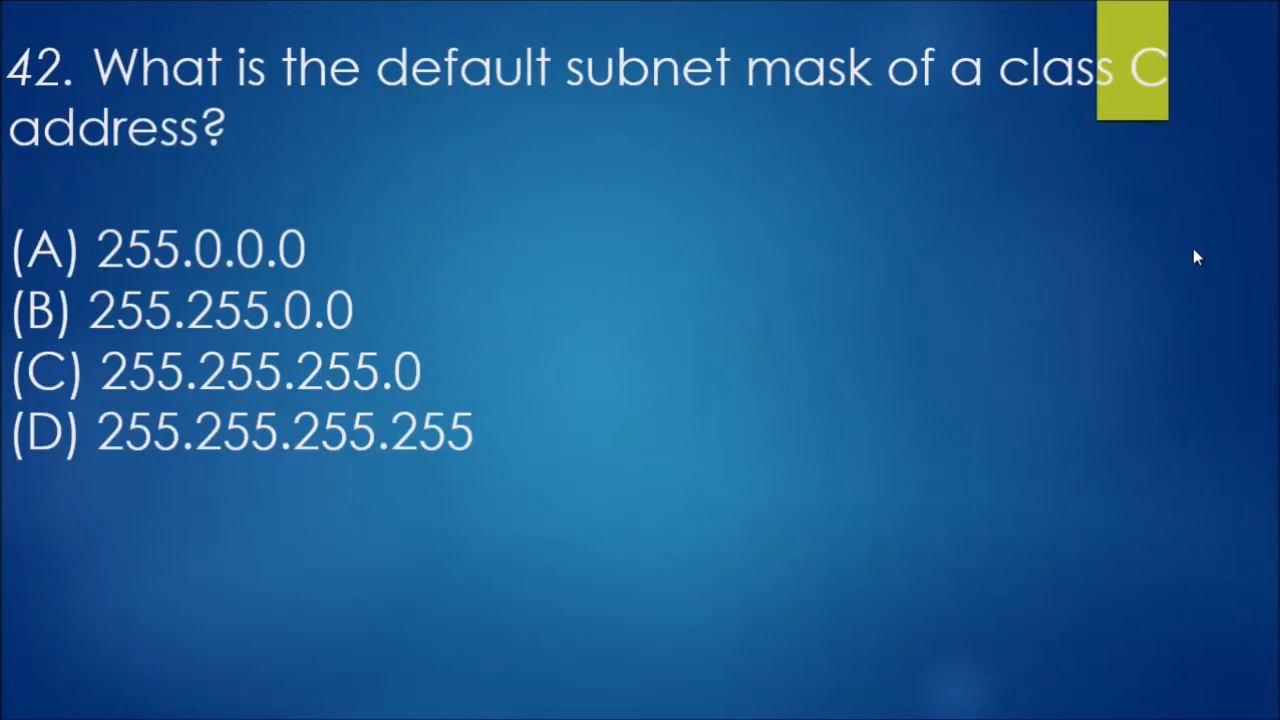 42. What is the default subnet mask of a class C
address?
(A) 255.0.0.0
(B) 255.255.0.0
(C) 255.255.255.0
(D) 255.255.255.255